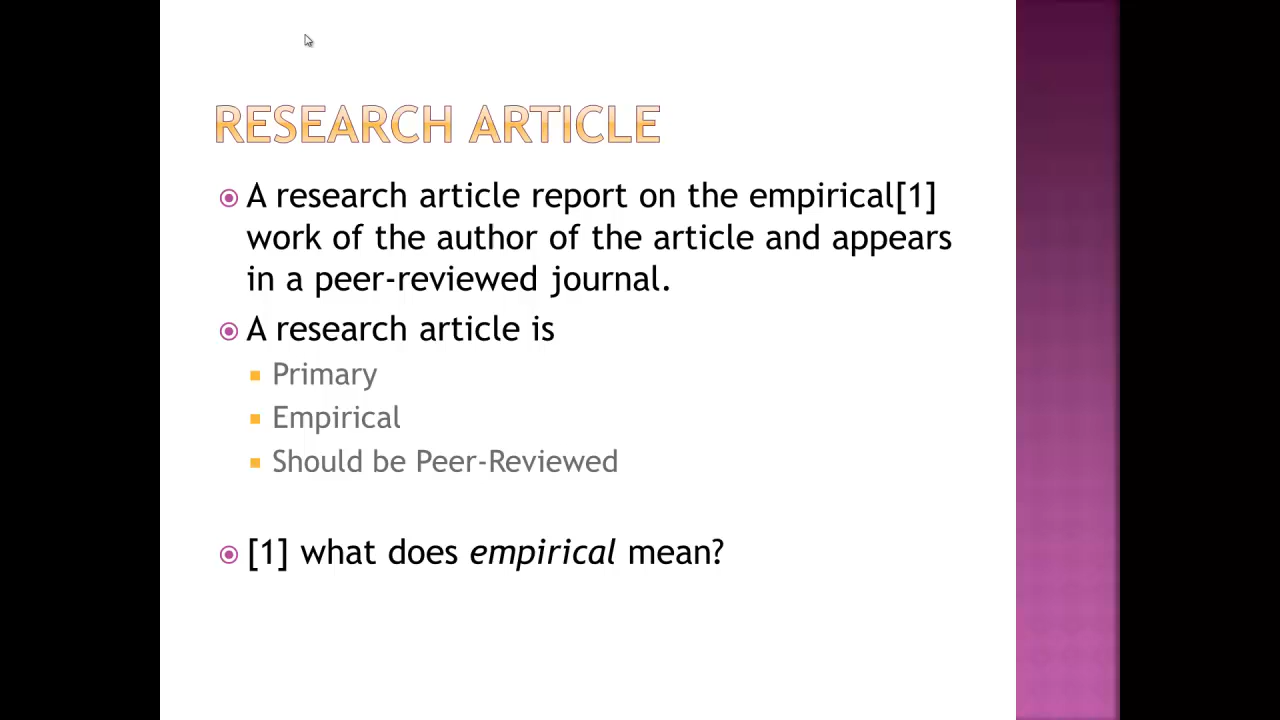 RESEARCH ARTICLE
A research article report on the empirical[1]
work of the author of the article and appears
in a peer-reviewed journal.
A research article is
Primary
Empirical
Should be Peer-Reviewed
[1] what does empirical mean?